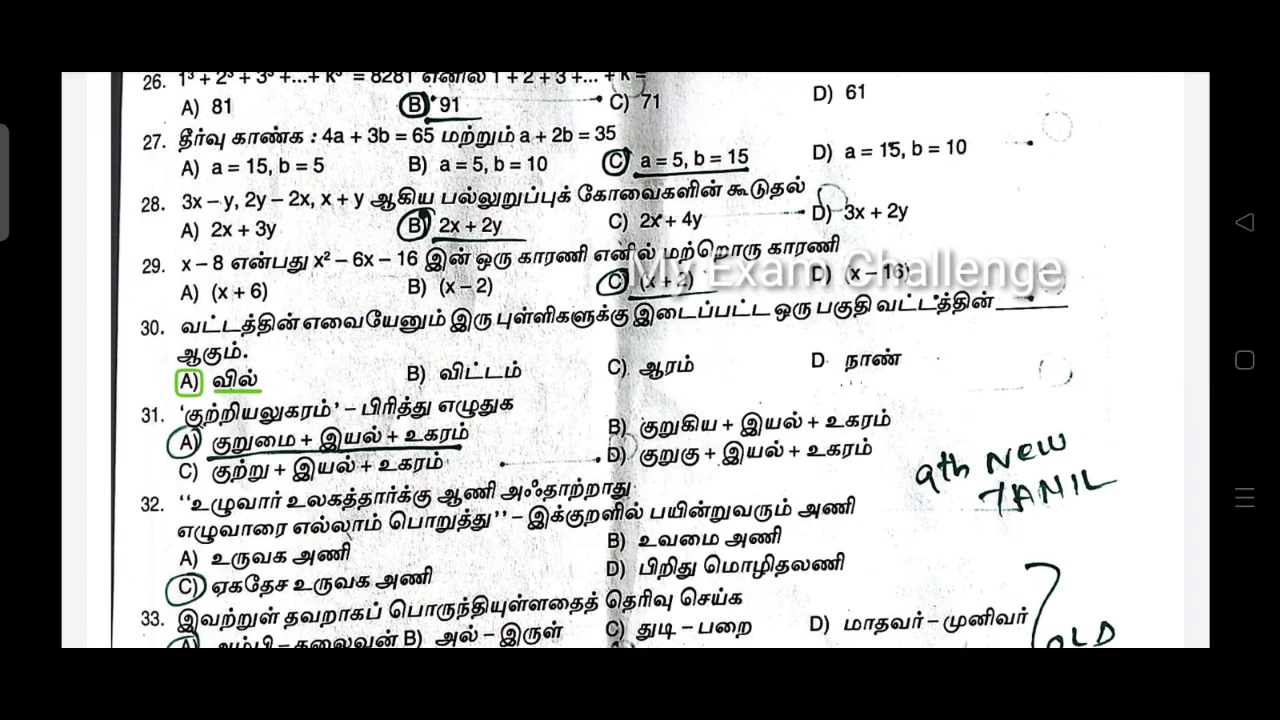 26. 1³ + 2³ + 3³ +...+ K³ = 8281 எனில் 1 + 2 + 3 +... + K =
A) 81 B) 91 C) 71 D) 61
27. தீர்வு காண்க : 4a + 3b = 65 மற்றும் a + 2b = 35
A) a = 15, b = 5 B) a = 5, b = 10 C) a = 5, b = 15 D) a = 15, b = 10
28. 3x – y, 2y – 2x, x + y ஆகிய பல்லுறுப்புக் கோவைகளின் கூடுதல்
A) 2x + 3y B) 2x + 2y C) 2x + 4y D) 3x + 2y
29. x – 8 என்பது x² – 6x – 16 இன் ஒரு காரணி எனில் மற்றொரு காரணி
My Exam Challenge
A) (x + 6) B) (x – 2) C) (x + 2) D) (x – 16)
30. வட்டத்தின் எவையேனும் இரு புள்ளிகளுக்கு இடைப்பட்ட ஒரு பகுதி வட்டத்தின் ______
ஆகும்.
A) வில் B) விட்டம் C) ஆரம் D நாண்
31. 'குற்றியலுகரம்' – பிரித்து எழுதுக
A) குறுமை + இயல் + உகரம் B) குறுகிய + இயல் + உகரம்
C) குற்று + இயல் + உகரம் D) குறுகு + இயல் + உகரம்
9th NEW
TAMIL
32. "உழுவார் உலகத்தார்க்கு ஆணி அஃதாற்றாது
எழுவாரை எல்லாம் பொறுத்து" – இக்குறளில் பயின்றுவரும் அணி
A) உருவக அணி B) உவமை அணி
C) ஏகதேச உருவக அணி D) பிறிது மொழிதலணி
33. இவற்றுள் தவறாகப் பொருந்தியுள்ளதைத் தெரிவு செய்க
A) அம்பி – தலைவன் B) அல் – இருள் C) துடி – பறை D) மாதவர் – முனிவர்
OLD